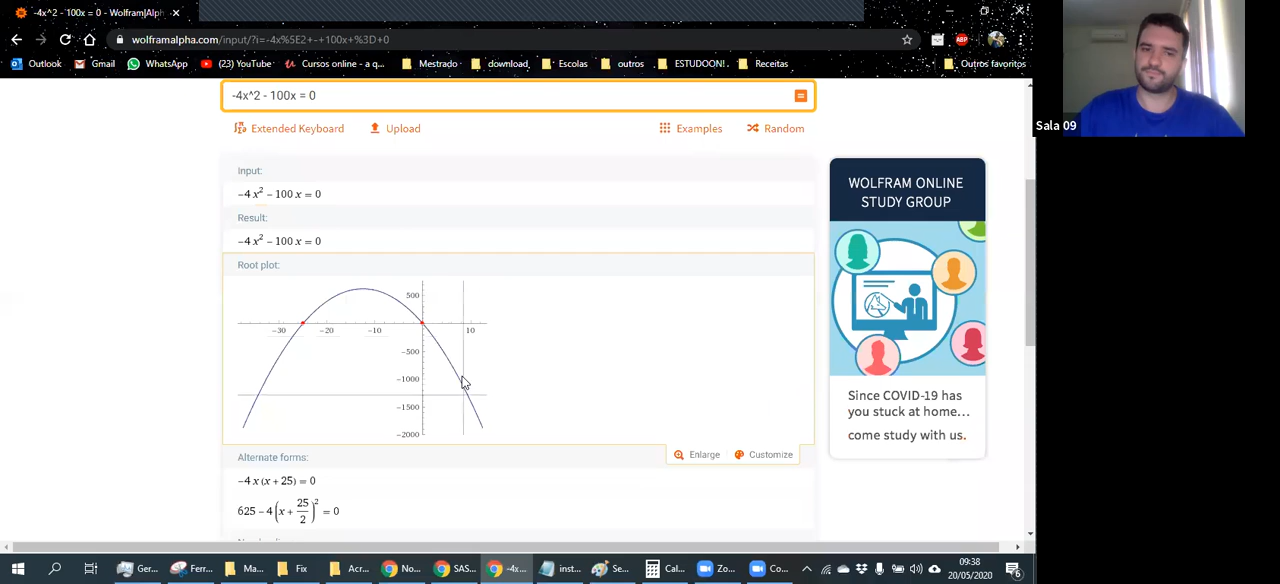 -4x^2 - 100x = 0 - Wolfram|Alph
wolframalpha.com/input/?i=-4x%5E2+-+100x+%3D+0
ABP
Outlook Gmail WhatsApp (23) YouTube Cursos online - a q... Mestrado download, Escolas outros ESTUDOON!. Receitas Outros favoritos
-4x^2 - 100x = 0
Extended Keyboard Upload Examples Random
Input:
-4 x² - 100 x = 0
Result:
-4 x² - 100 x = 0
Root plot:
500
-30 -20 -10 10
-500
-1000
-1500
-2000
Enlarge Customize
Alternate forms:
-4 x (x + 25) = 0
625 - 4 (x + 25/2)² = 0
WOLFRAM ONLINE
STUDY GROUP
Since COVID-19 has
you stuck at home...
come study with us.
Sala 09
Ger... Ferr... Ma... Fix Acr... No... SAS... -4x... inst... Se... Cal... Zo... Co...
09:38
20/05/2020
6